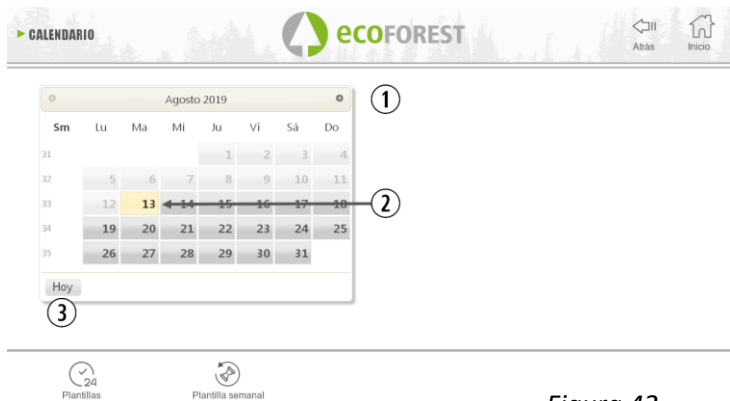 CALENDARIO
ecoFOREST
Atrás
Inicio
Agosto 2019
1
Sm Lu Ma Mi Ju Ví Sá Do
31 1 2 3 4
32 5 6 7 8 9 10 11
33 12 13 14 15 16 17 18
2
34 19 20 21 22 23 24 25
35 26 27 28 29 30 31
Hoy
3
24
Plantillas
Plantilla semanal
Figura 42